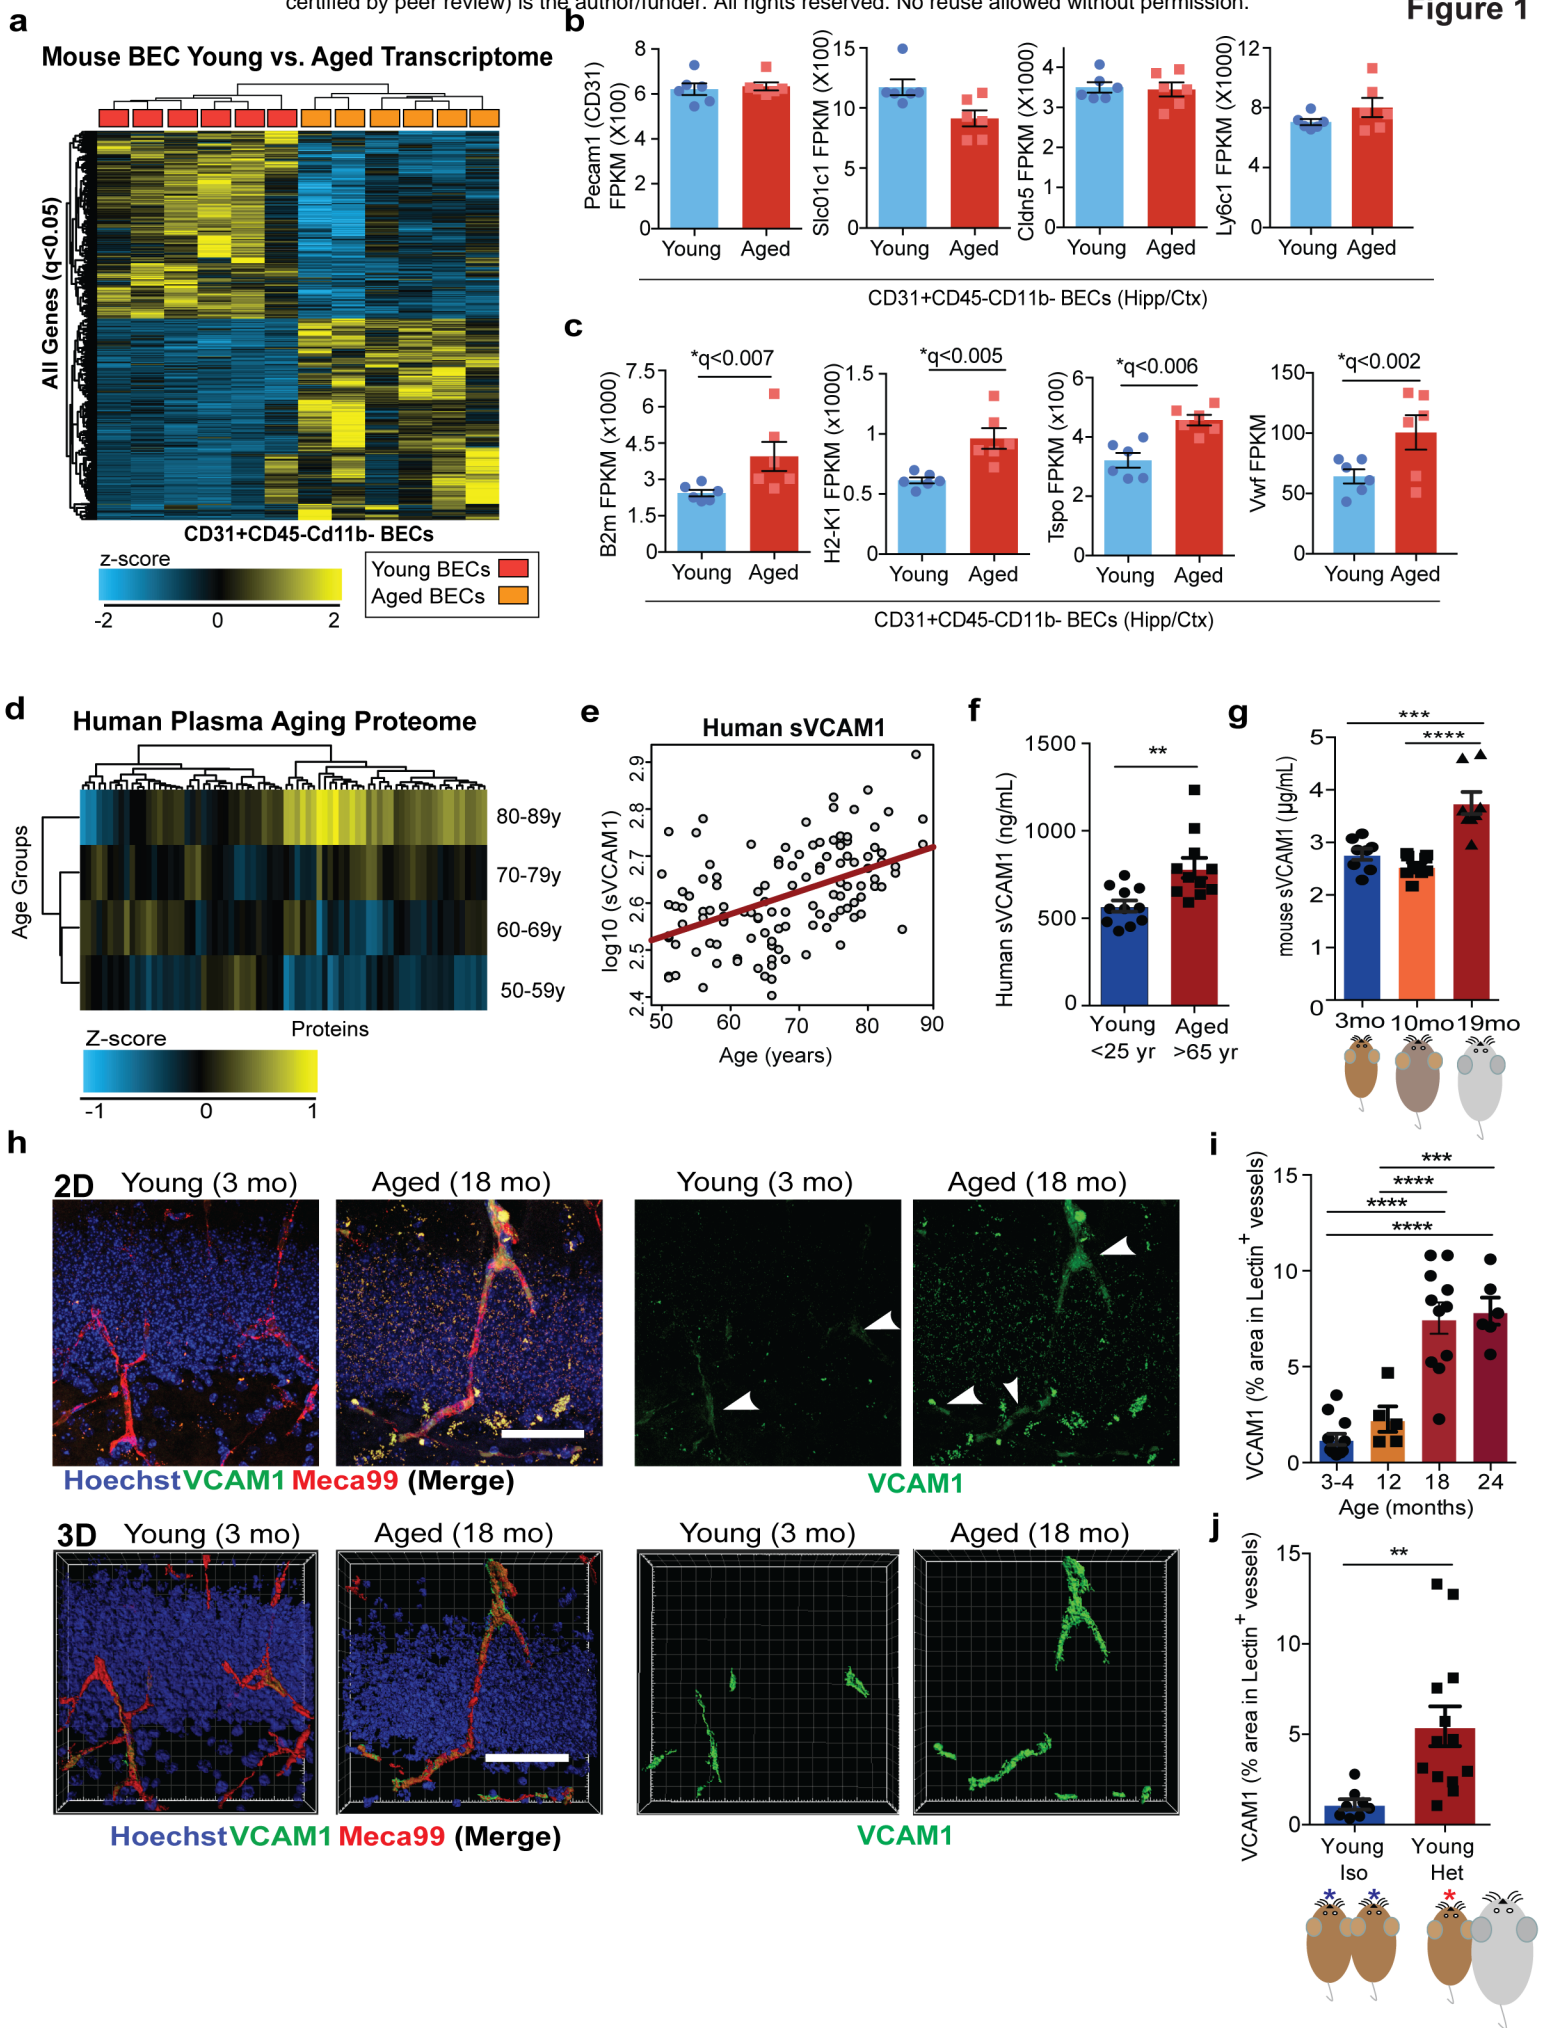 certified by peer review) is the author/funder. All rights reserved. No reuse allowed without permission.
Figure 1
a
Mouse BEC Young vs. Aged Transcriptome
All Genes (q<0.05)
CD31+CD45-Cd11b- BECs
z-score
-2 0 2
Young BECs
Aged BECs
b
Pecam1 (CD31)
FPKM (X100)
8
6
4
2
0
Young Aged
Slc01c1 FPKM (X100)
15
10
5
0
Young Aged
Cldn5 FPKM (X1000)
4
3
2
1
0
Young Aged
Ly6c1 FPKM (X1000)
12
8
4
0
Young Aged
CD31+CD45-CD11b- BECs (Hipp/Ctx)
c
B2m FPKM (x1000)
*q<0.007
7.5
6
4.5
3
1.5
0
Young Aged
H2-K1 FPKM (x1000)
*q<0.005
1.5
1
0.5
0
Young Aged
Tspo FPKM (x100)
*q<0.006
6
4
2
0
Young Aged
Vwf FPKM
*q<0.002
150
100
50
0
Young Aged
CD31+CD45-CD11b- BECs (Hipp/Ctx)
d
Human Plasma Aging Proteome
Age Groups
80-89y
70-79y
60-69y
50-59y
Proteins
Z-score
-1 0 1
e
Human sVCAM1
log10 (sVCAM1)
2.9
2.8
2.7
2.6
2.5
2.4
50 60 70 80 90
Age (years)
f
Human sVCAM1 (ng/mL)
**
1500
1000
500
0
Young Aged
<25 yr >65 yr
g
mouse sVCAM1 (µg/mL)
***
****
5
4
3
2
1
0
3mo 10mo 19mo
h
2D Young (3 mo) Aged (18 mo) Young (3 mo) Aged (18 mo)
Hoechst VCAM1 Meca99 (Merge)
VCAM1
3D Young (3 mo) Aged (18 mo) Young (3 mo) Aged (18 mo)
Hoechst VCAM1 Meca99 (Merge)
VCAM1
i
VCAM1 (% area in Lectin+ vessels)
***
****
****
****
15
10
5
0
3-4 12 18 24
Age (months)
j
VCAM1 (% area in Lectin+ vessels)
**
15
10
5
0
Young Young
Iso Het
* * *